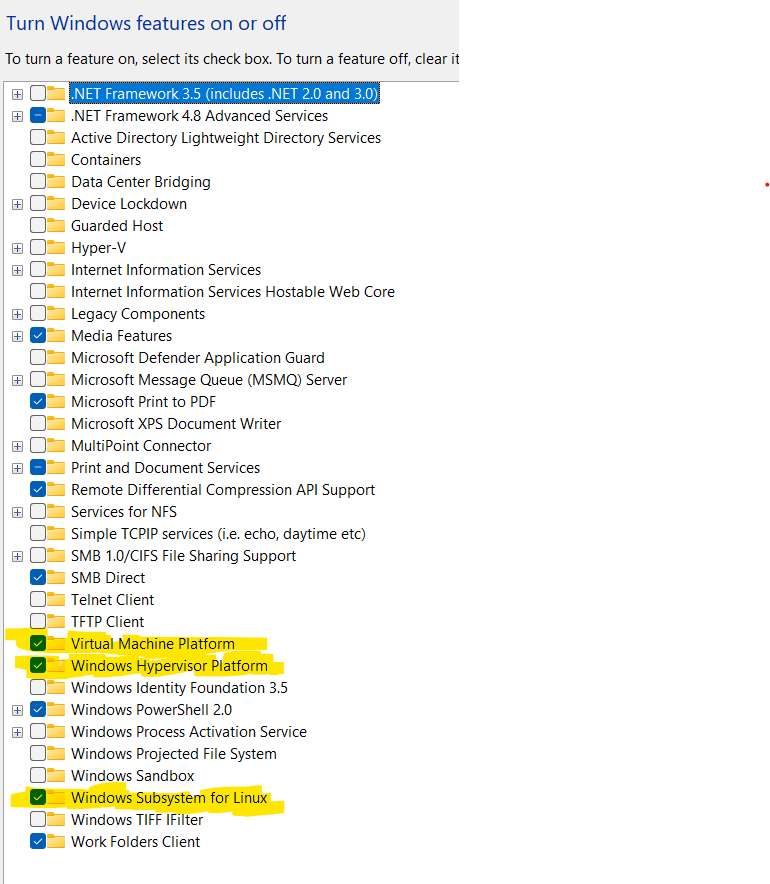 Turn Windows features on or off
To turn a feature on, select its check box. To turn a feature off, clear it
.NET Framework 3.5 (includes .NET 2.0 and 3.0)
.NET Framework 4.8 Advanced Services
Active Directory Lightweight Directory Services
Containers
Data Center Bridging
Device Lockdown
Guarded Host
Hyper-V
Internet Information Services
Internet Information Services Hostable Web Core
Legacy Components
Media Features
Microsoft Defender Application Guard
Microsoft Message Queue (MSMQ) Server
Microsoft Print to PDF
Microsoft XPS Document Writer
MultiPoint Connector
Print and Document Services
Remote Differential Compression API Support
Services for NFS
Simple TCPIP services (i.e. echo, daytime etc)
SMB 1.0/CIFS File Sharing Support
SMB Direct
Telnet Client
TFTP Client
Virtual Machine Platform
Windows Hypervisor Platform
Windows Identity Foundation 3.5
Windows PowerShell 2.0
Windows Process Activation Service
Windows Projected File System
Windows Sandbox
Windows Subsystem for Linux
Windows TIFF IFilter
Work Folders Client